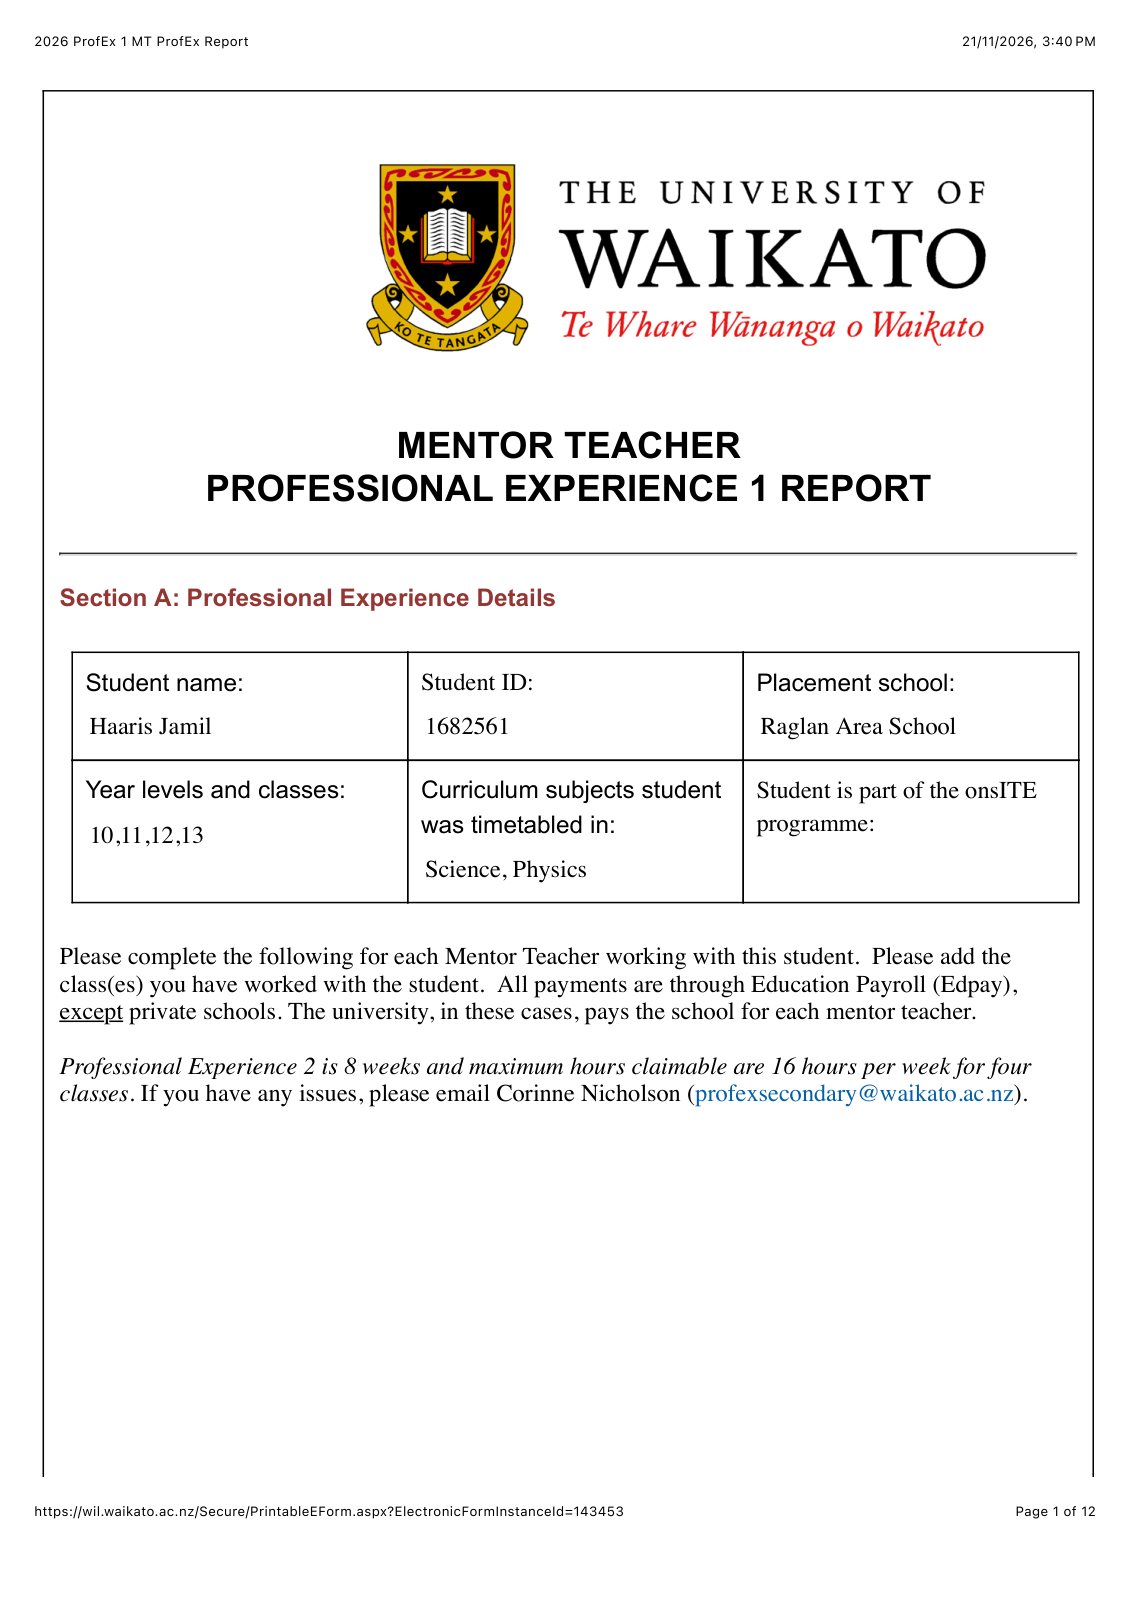 2026 ProfEx 1 MT ProfEx Report
21/11/2026, 3:40 PM
KO TE TANGATA
THE UNIVERSITY OF
WAIKATO
Te Whare Wānanga o Waikato
MENTOR TEACHER
PROFESSIONAL EXPERIENCE 1 REPORT
Section A: Professional Experience Details
Student name:
Haaris Jamil
Student ID:
1682561
Placement school:
Raglan Area School
Year levels and classes:
10,11,12,13
Curriculum subjects student
was timetabled in:
Science, Physics
Student is part of the onsITE
programme:
Please complete the following for each Mentor Teacher working with this student.  Please add the
class(es) you have worked with the student.  All payments are through Education Payroll (Edpay),
except private schools. The university, in these cases, pays the school for each mentor teacher.
Professional Experience 2 is 8 weeks and maximum hours claimable are 16 hours per week for four
classes. If you have any issues, please email Corinne Nicholson (profexsecondary@waikato.ac.nz).
https://wil.waikato.ac.nz/Secure/PrintableEForm.aspx?ElectronicFormInstanceId=143453
Page 1 of 12